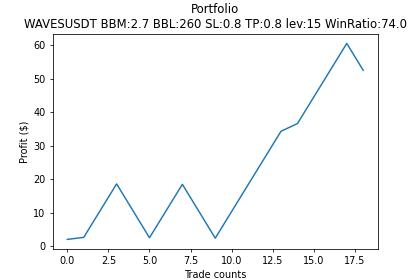 Portfolio
WAVESUSDT BBM:2.7 BBL:260 SL:0.8 TP:0.8 lev:15 WinRatio:74.0
Profit ($)
60
50
40
30
20
10
0
0.0 2.5 5.0 7.5 10.0 12.5 15.0 17.5
Trade counts